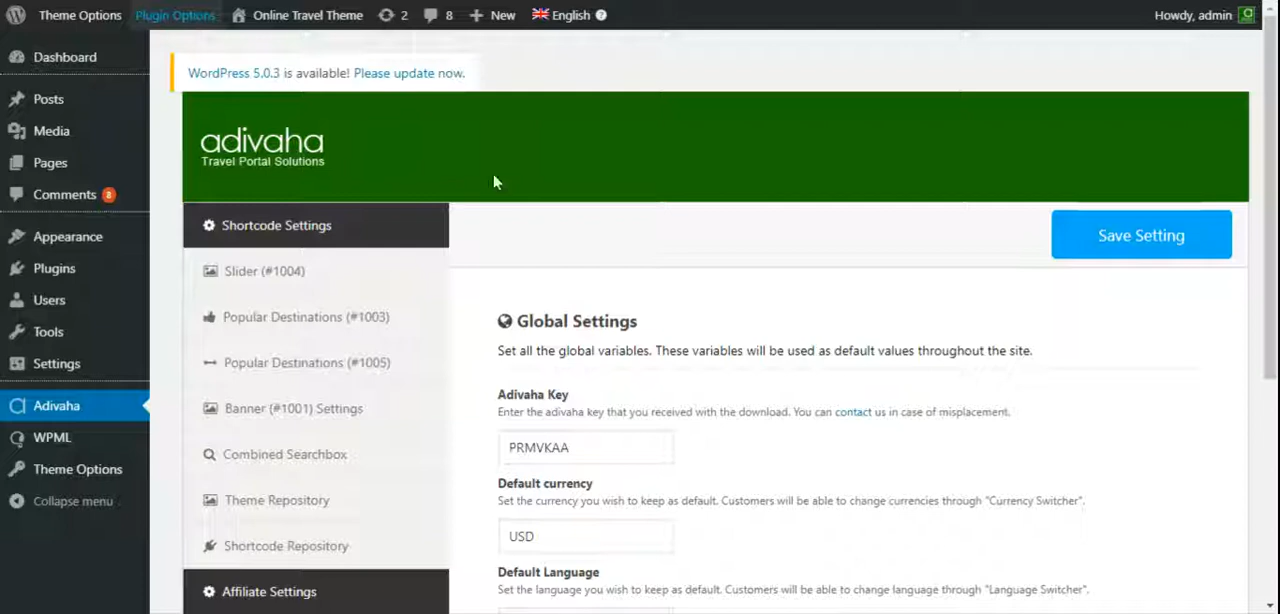 Theme Options Plugin Options Online Travel Theme 2 8 New English ? Howdy, admin
Dashboard
Posts
Media
Pages
Comments 8
Appearance
Plugins
Users
Tools
Settings
Adivaha
WPML
Theme Options
Collapse menu
WordPress 5.0.3 is available! Please update now.
adivaha
Travel Portal Solutions
Shortcode Settings
Slider (#1004)
Popular Destinations (#1003)
Popular Destinations (#1005)
Banner (#1001) Settings
Combined Searchbox
Theme Repository
Shortcode Repository
Affiliate Settings
Save Setting
Global Settings
Set all the global variables. These variables will be used as default values throughout the site.
Adivaha Key
Enter the adivaha key that you received with the download. You can contact us in case of misplacement.
PRMVKAA
Default currency
Set the currency you wish to keep as default. Customers will be able to change currencies through "Currency Switcher".
USD
Default Language
Set the language you wish to keep as default. Customers will be able to change language through "Language Switcher".